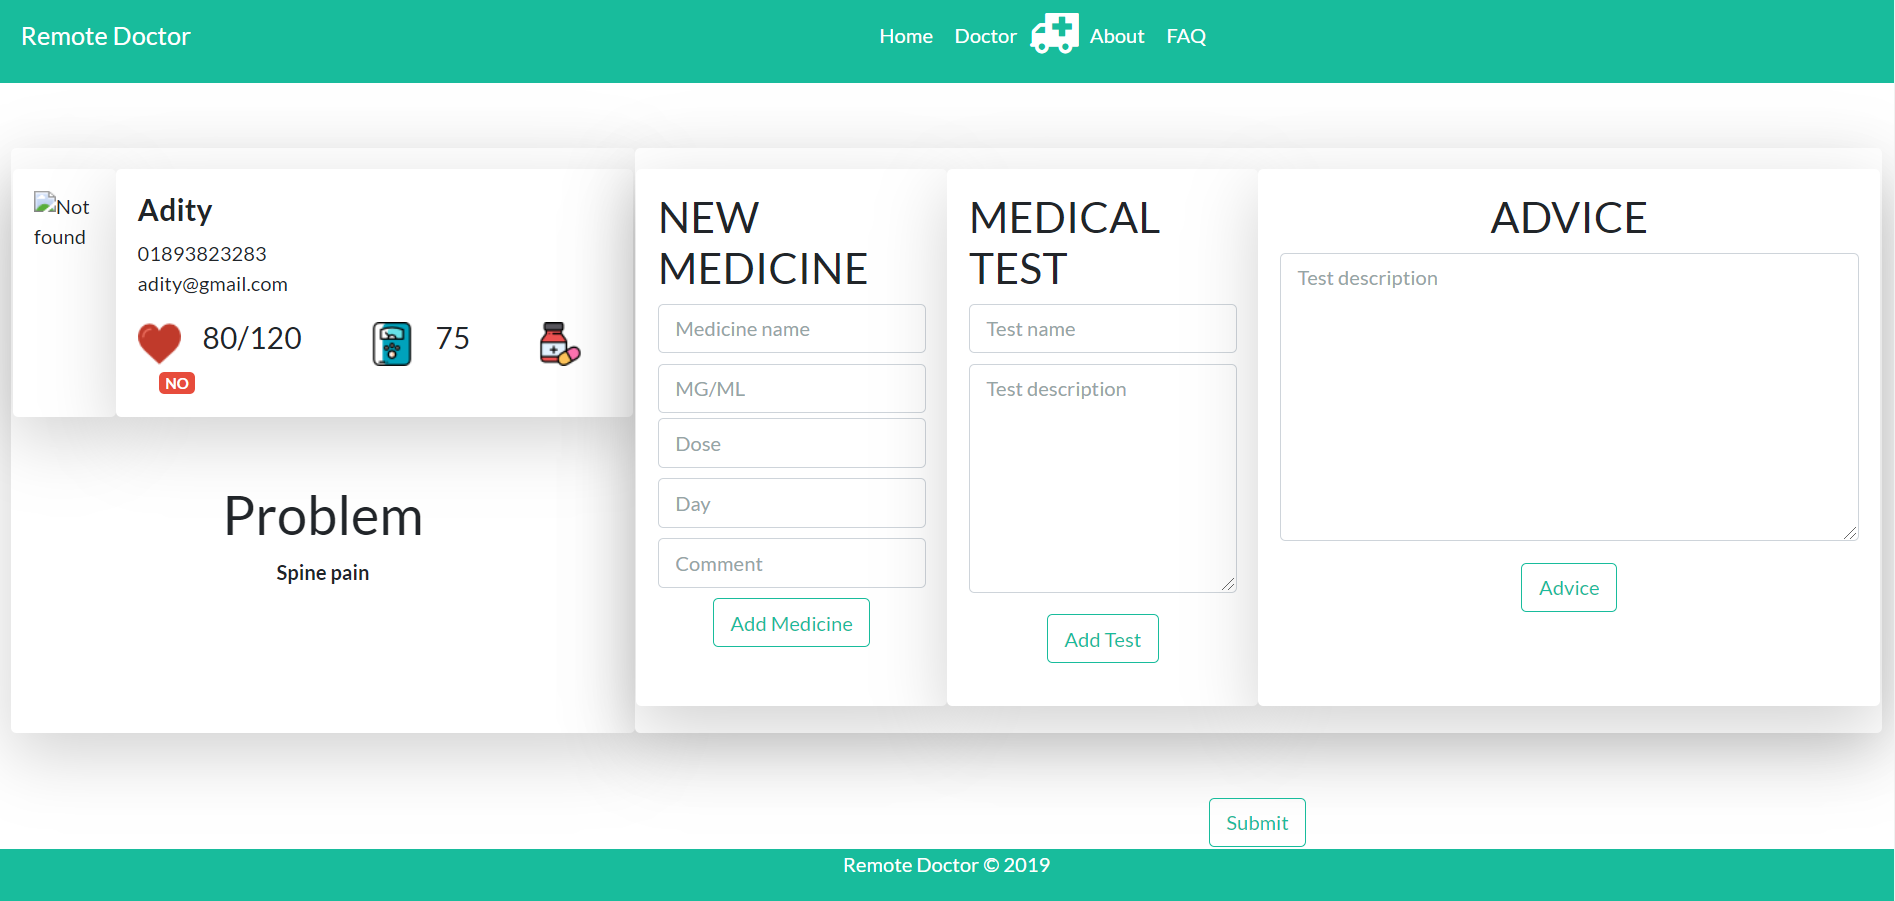 Remote Doctor
Home
Doctor
About
FAQ
Not
found
Adity
01893823283
adity@gmail.com
80/120
75
NO
Problem
Spine pain
NEW
MEDICINE
Medicine name
MG/ML
Dose
Day
Comment
Add Medicine
MEDICAL
TEST
Test name
Test description
Add Test
ADVICE
Test description
Advice
Submit
Remote Doctor © 2019